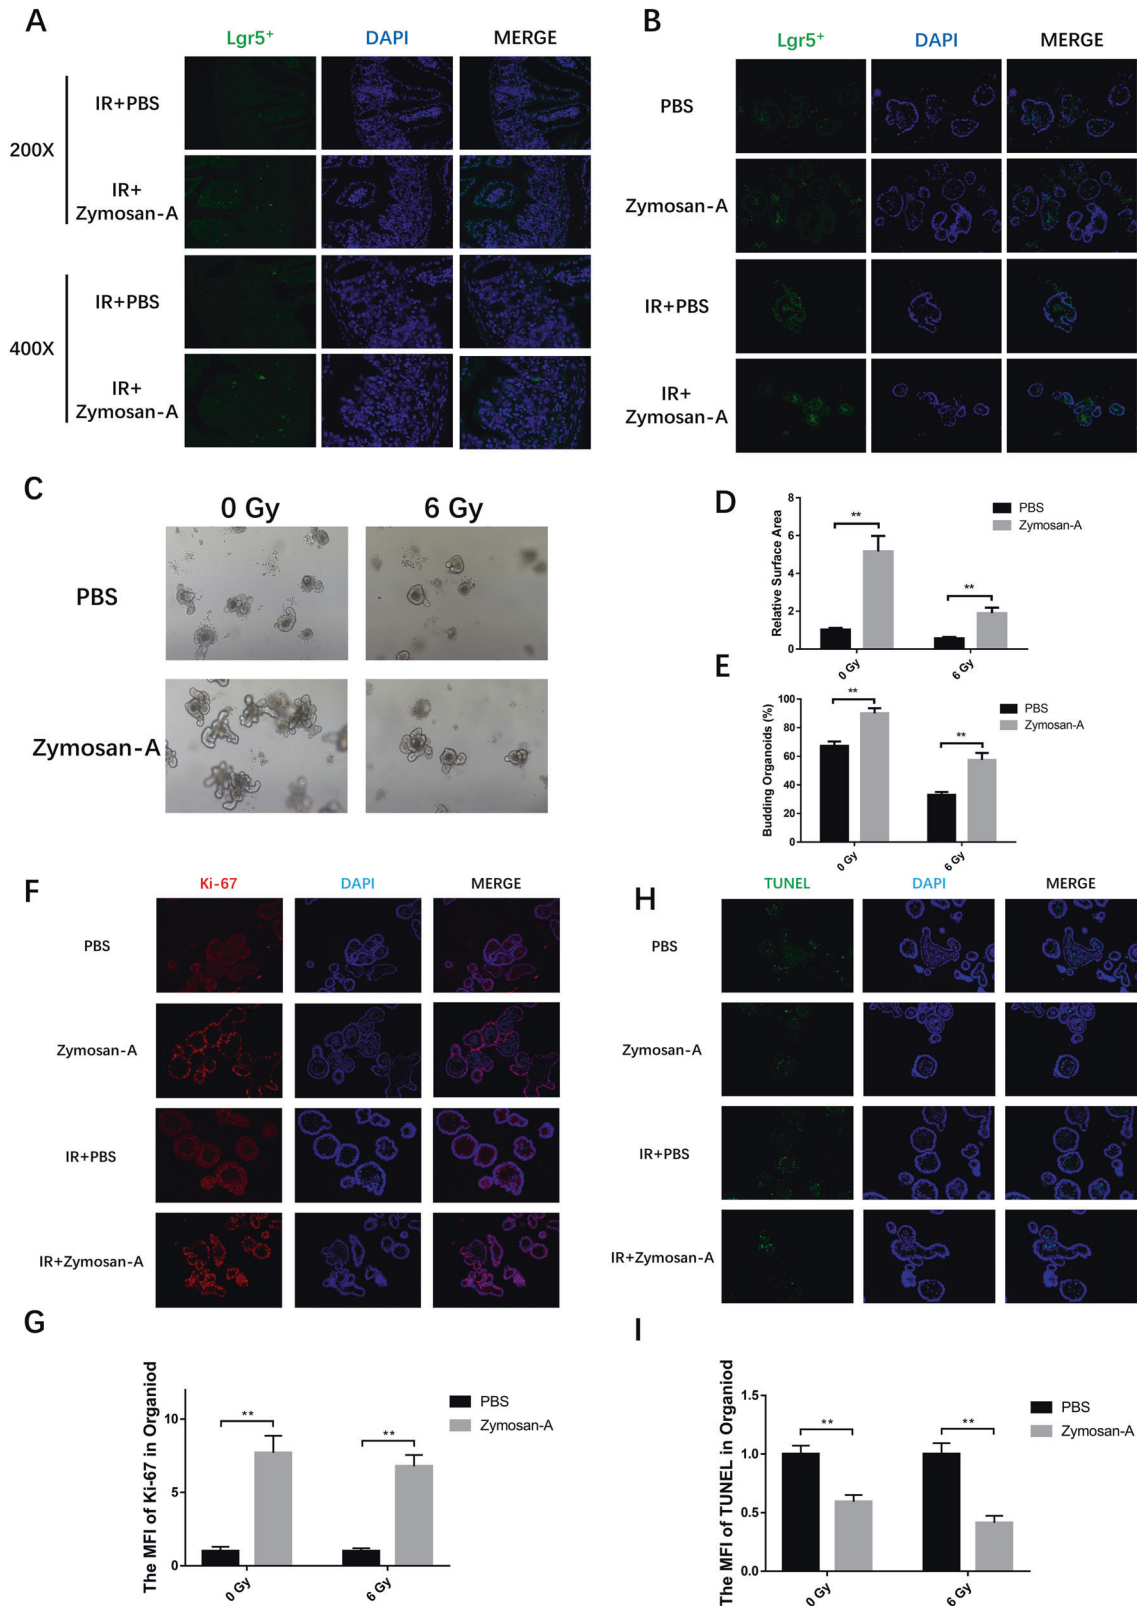 A
Lgr5⁺ DAPI MERGE
200X
IR+PBS
IR+
Zymosan-A
400X
IR+PBS
IR+
Zymosan-A
B
Lgr5⁺ DAPI MERGE
PBS
Zymosan-A
IR+PBS
IR+
Zymosan-A
C
0 Gy 6 Gy
PBS
Zymosan-A
D
Relative Surface Area
8
6
4
2
0
** **
PBS
Zymosan-A
0 Gy 6 Gy
E
Budding Organoids (%)
100
80
60
40
20
0
** **
PBS
Zymosan-A
0 Gy 6 Gy
F
Ki-67 DAPI MERGE
PBS
Zymosan-A
IR+PBS
IR+Zymosan-A
H
TUNEL DAPI MERGE
PBS
Zymosan-A
IR+PBS
IR+Zymosan-A
G
The MFI of Ki-67 in Organiod
10
5
0
** **
PBS
Zymosan-A
0 Gy 6 Gy
I
The MFI of TUNEL in Organiod
1.5
1.0
0.5
0.0
** **
PBS
Zymosan-A
0 Gy 6 Gy